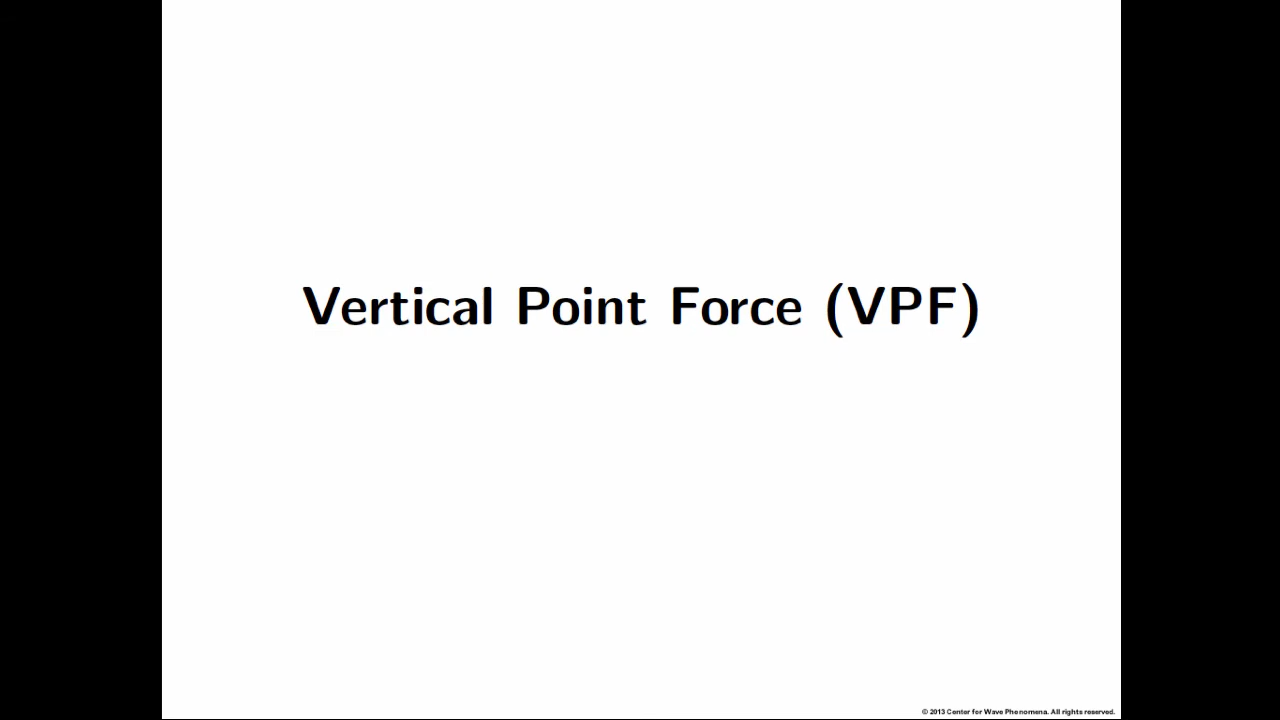 Vertical Point Force (VPF)
© 2013 Center for Wave Phenomena. All rights reserved.